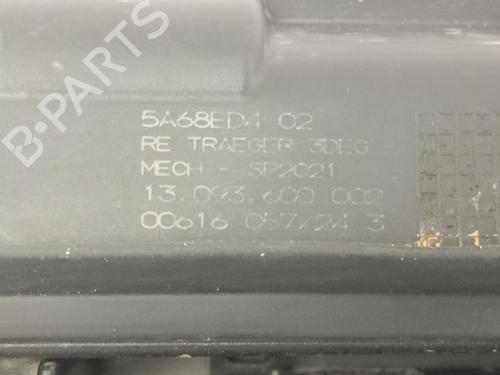 B-PARTS
5A68ED4 02
RE TRAEGER 3DEG
MECH - SP2021
13.093.600 002
00616 057/24 3